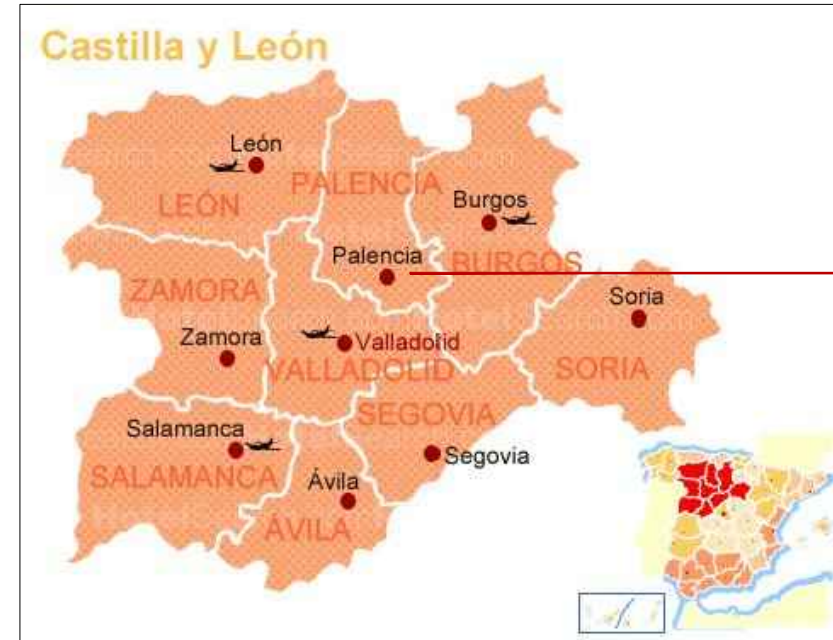 Castilla y León
León
PALENCIA
LEÓN
Burgos
Palencia
BURGOS
ZAMORA
Soria
Zamora
Valladolid
VALLADOLID
SORIA
SEGOVIA
Salamanca
Segovia
SALAMANCA
Ávila
ÁVILA